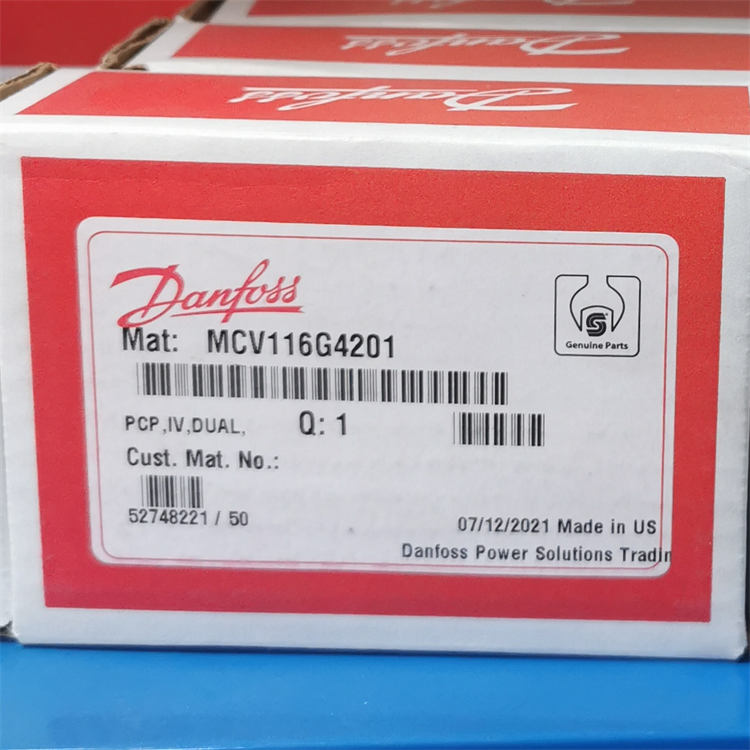 Danfoss
Danfoss
Danfoss
Mat: MCV116G4201
Genuine Parts
PCP,IV,DUAL, Q: 1
Cust. Mat. No.:
52748221 / 50
07/12/2021 Made in US
Danfoss Power Solutions Tradin